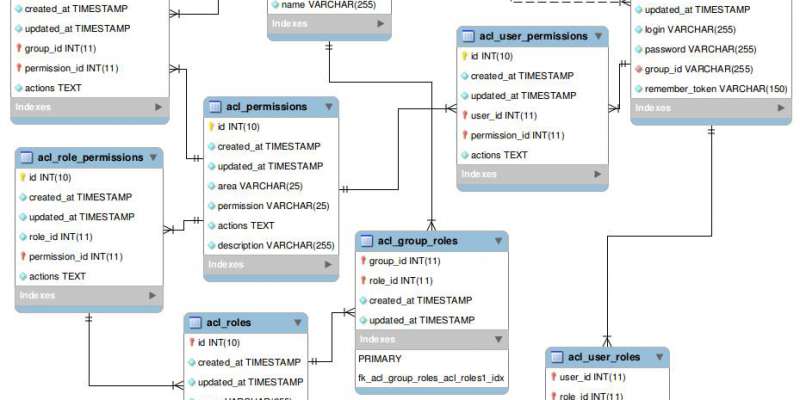 created_at TIMESTAMP
updated_at TIMESTAMP
group_id INT(11)
permission_id INT(11)
actions TEXT
Indexes
name VARCHAR(255)
Indexes
acl_user_permissions
id INT(10)
created_at TIMESTAMP
updated_at TIMESTAMP
user_id INT(11)
permission_id INT(11)
actions TEXT
Indexes
updated_at TIMESTAMP
login VARCHAR(255)
password VARCHAR(255)
group_id VARCHAR(255)
remember_token VARCHAR(150)
Indexes
acl_permissions
id INT(10)
created_at TIMESTAMP
updated_at TIMESTAMP
area VARCHAR(25)
permission VARCHAR(25)
actions TEXT
description VARCHAR(255)
Indexes
acl_role_permissions
id INT(10)
created_at TIMESTAMP
updated_at TIMESTAMP
role_id INT(11)
permission_id INT(11)
actions TEXT
Indexes
acl_group_roles
group_id INT(11)
role_id INT(11)
created_at TIMESTAMP
updated_at TIMESTAMP
Indexes
PRIMARY
fk_acl_group_roles_acl_roles1_idx
acl_roles
id INT(10)
created_at TIMESTAMP
updated_at TIMESTAMP
acl_user_roles
user_id INT(11)
role_id INT(11)